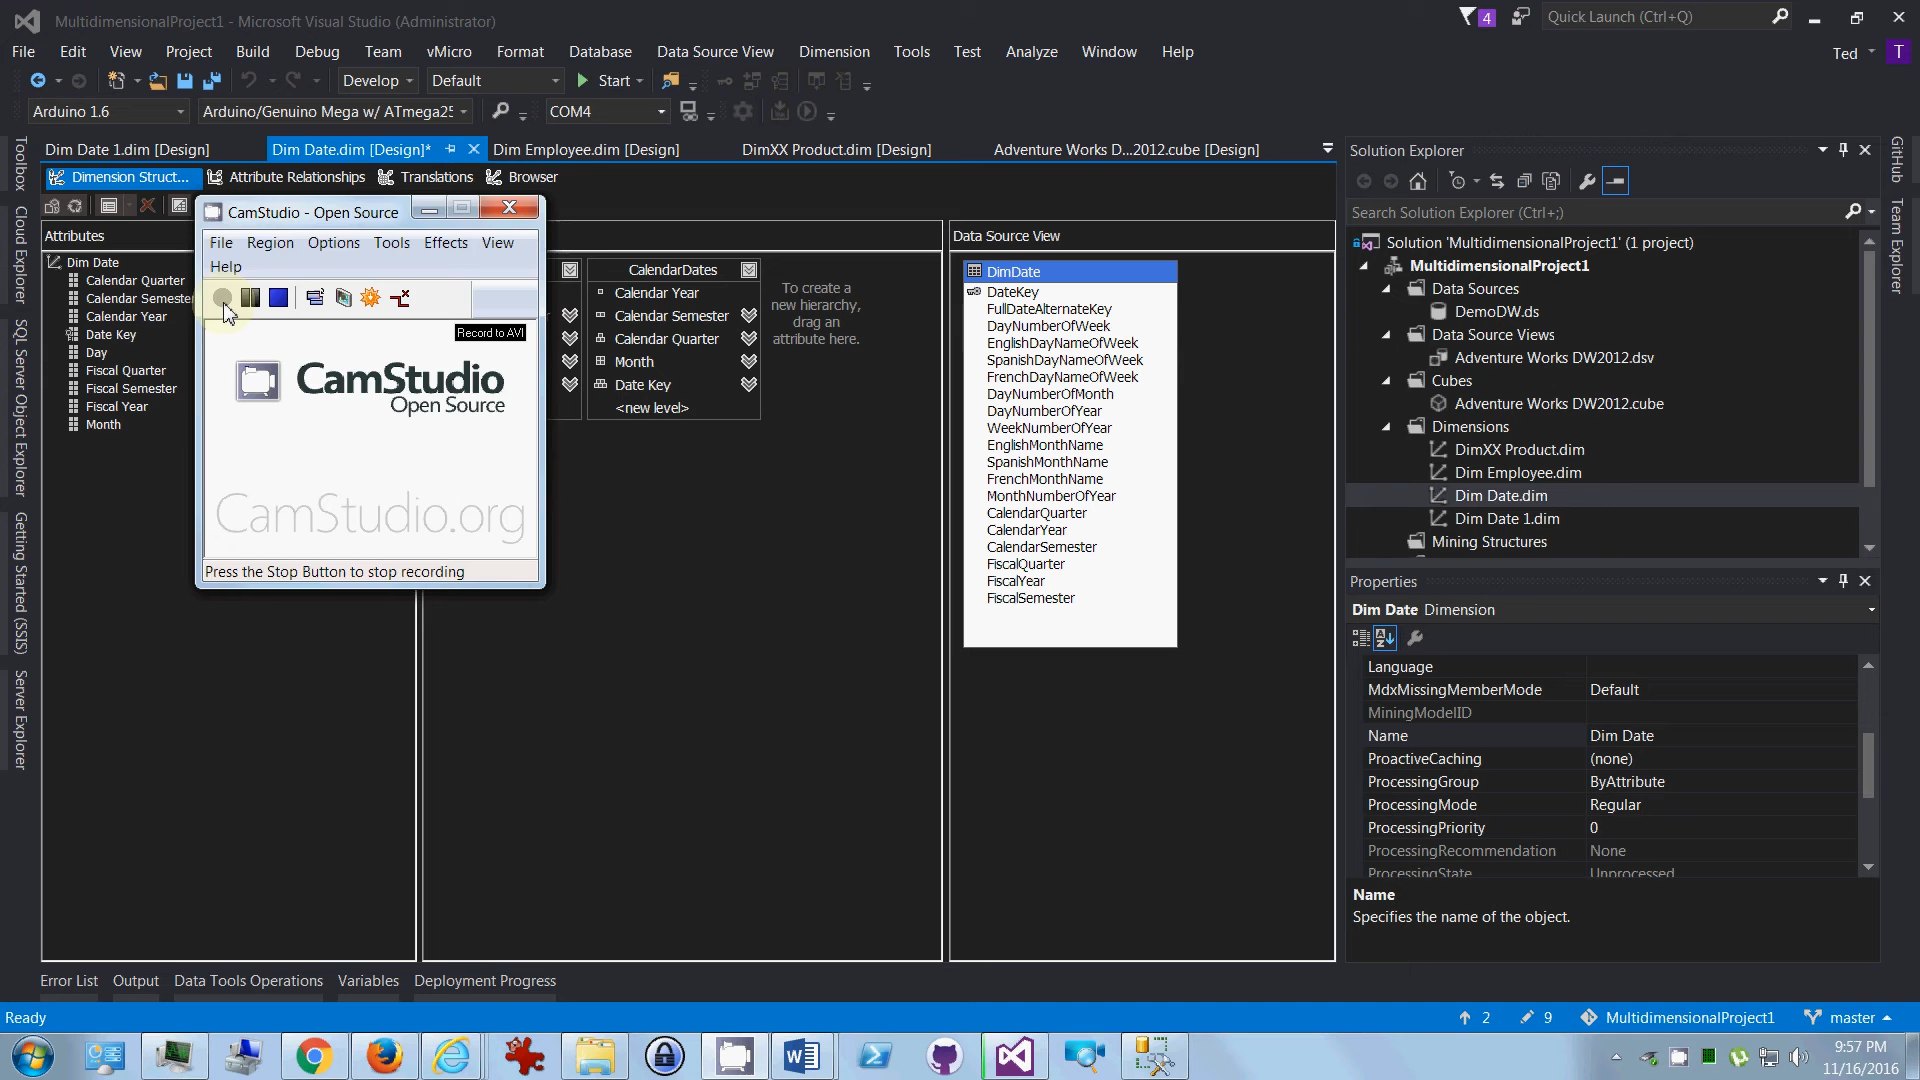 MultidimensionalProject1 - Microsoft Visual Studio (Administrator)
4
Quick Launch (Ctrl+Q)
File Edit View Project Build Debug Team vMicro Format Database Data Source View Dimension Tools Test Analyze Window Help
Ted T
Develop Default Start
Arduino 1.6 Arduino/Genuino Mega w/ ATmega25 COM4
Dim Date 1.dim [Design] Dim Date.dim [Design]* Dim Employee.dim [Design] DimXX Product.dim [Design] Adventure Works D...2012.cube [Design]
Dimension Struct... Attribute Relationships Translations Browser
Toolbox
Cloud Explorer
SQL Server Object Explorer
Getting Started (SSIS)
Server Explorer
Attributes
Dim Date
Calendar Quarter
Calendar Semester
Calendar Year
Date Key
Day
Fiscal Quarter
Fiscal Semester
Fiscal Year
Month
CamStudio - Open Source
File Region Options Tools Effects View
Help
Record to AVI
CamStudio
Open Source
CamStudio.org
Press the Stop Button to stop recording
CalendarDates
Calendar Year
Calendar Semester
Calendar Quarter
Month
Date Key
<new level>
To create a
new hierarchy,
drag an
attribute here.
Data Source View
DimDate
DateKey
FullDateAlternateKey
DayNumberOfWeek
EnglishDayNameOfWeek
SpanishDayNameOfWeek
FrenchDayNameOfWeek
DayNumberOfMonth
DayNumberOfYear
WeekNumberOfYear
EnglishMonthName
SpanishMonthName
FrenchMonthName
MonthNumberOfYear
CalendarQuarter
CalendarYear
CalendarSemester
FiscalQuarter
FiscalYear
FiscalSemester
Solution Explorer
Search Solution Explorer (Ctrl+;)
Solution 'MultidimensionalProject1' (1 project)
MultidimensionalProject1
Data Sources
DemoDW.ds
Data Source Views
Adventure Works DW2012.dsv
Cubes
Adventure Works DW2012.cube
Dimensions
DimXX Product.dim
Dim Employee.dim
Dim Date.dim
Dim Date 1.dim
Mining Structures
Properties
Dim Date Dimension
Language
MdxMissingMemberMode Default
MiningModelID
Name Dim Date
ProactiveCaching (none)
ProcessingGroup ByAttribute
ProcessingMode Regular
ProcessingPriority 0
ProcessingRecommendation None
ProcessingState Unprocessed
Name
Specifies the name of the object.
GitHub
Team Explorer
Error List Output Data Tools Operations Variables Deployment Progress
Ready
2 9 MultidimensionalProject1 master
9:57 PM
11/16/2016